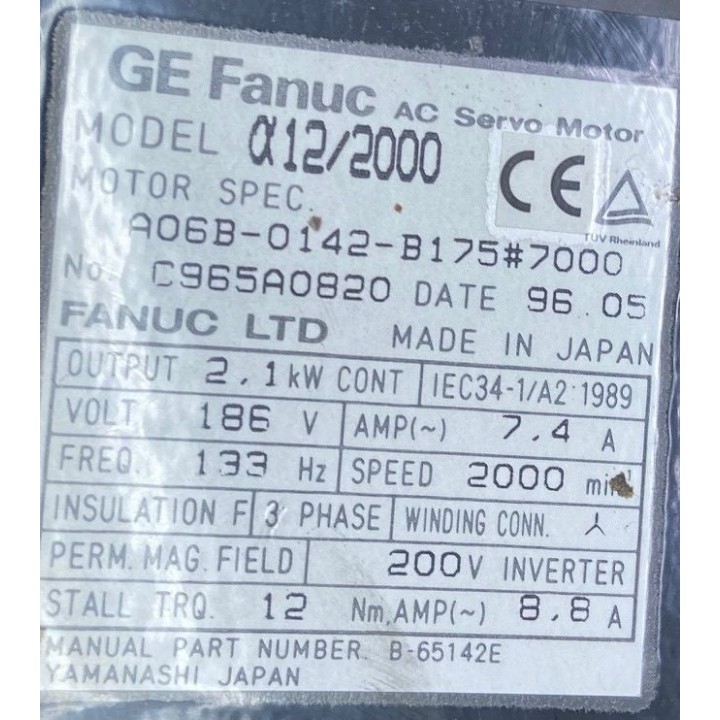 GE Fanuc AC Servo Motor
MODEL α12/2000
CE
MOTOR SPEC.
TÜV Rheinland
A06B-0142-B175#7000
No. C965A0820 DATE 96.05
FANUC LTD MADE IN JAPAN
OUTPUT 2.1 kW CONT IEC34-1/A2:1989
VOLT 186 V AMP(~) 7.4 A
FREQ. 133 Hz SPEED 2000
INSULATION F 3 PHASE WINDING CONN. 人
PERM. MAG. FIELD 200V INVERTER
STALL TRQ. 12 Nm,AMP(~) 8.8 A
MANUAL PART NUMBER. B-65142E
YAMANASHI JAPAN